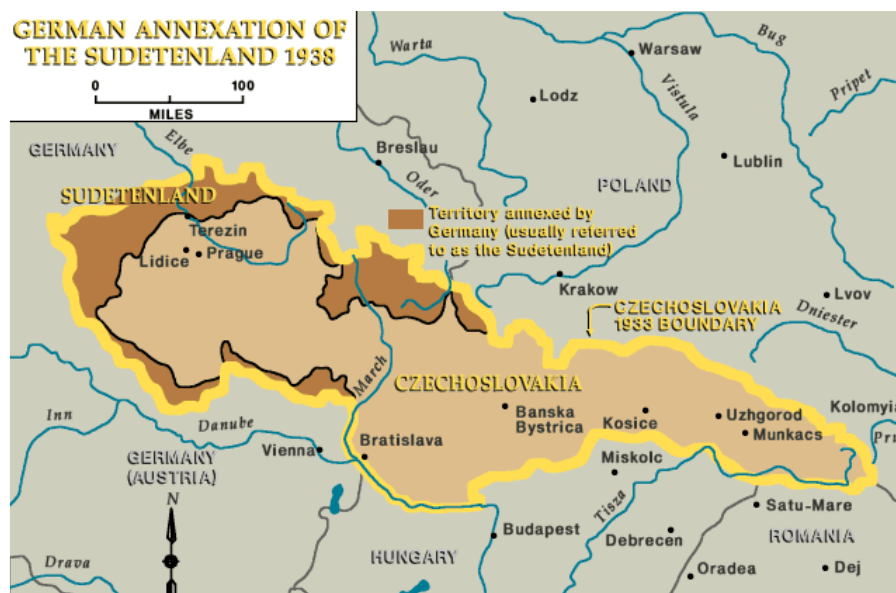 GERMAN ANNEXATION OF
THE SUDETENLAND 1938
0 100
MILES
Warta
Warsaw
Bug
Pripet
Lodz
Vistula
Elbe
GERMANY
Breslau
Oder
Lublin
POLAND
SUDETENLAND
Territory annexed by
Germany (usually referred
to as the Sudetenland)
Terezin
Lidice
Prague
Krakow
CZECHOSLOVAKIA
1933 BOUNDARY
Lvov
Dniester
March
CZECHOSLOVAKIA
Inn
Danube
Banska
Bystrica
Kosice
Uzhgorod
Munkacs
Kolomyia
Pru
Vienna
Bratislava
GERMANY
(AUSTRIA)
Miskolc
N
Tisza
Satu-Mare
Budapest
Debrecen
ROMANIA
Drava
HUNGARY
Oradea
Dej